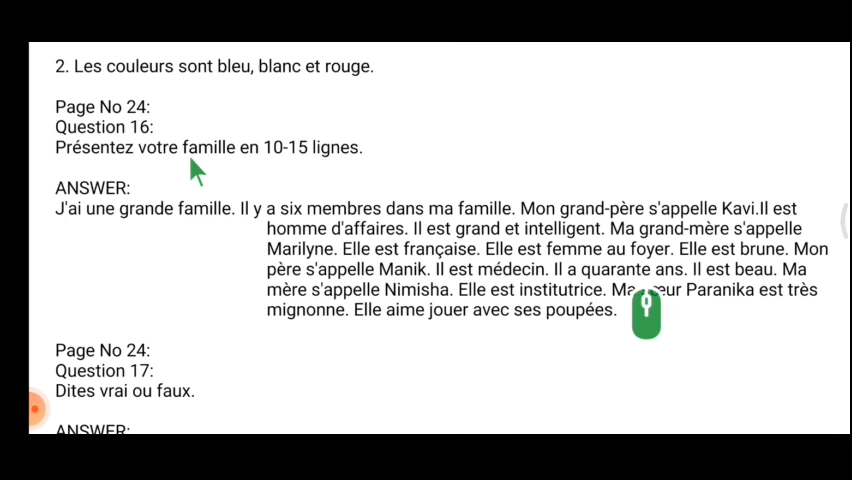 2. Les couleurs sont bleu, blanc et rouge.
Page No 24:
Question 16:
Présentez votre famille en 10-15 lignes.
ANSWER:
J'ai une grande famille. Il y a six membres dans ma famille. Mon grand-père s'appelle Kavi.Il est
homme d'affaires. Il est grand et intelligent. Ma grand-mère s'appelle
Marilyne. Elle est française. Elle est femme au foyer. Elle est brune. Mon
père s'appelle Manik. Il est médecin. Il a quarante ans. Il est beau. Ma
mère s'appelle Nimisha. Elle est institutrice. Ma Paranika est très
mignonne. Elle aime jouer avec ses poupées.
Page No 24:
Question 17:
Dites vrai ou faux.
ANSWER: